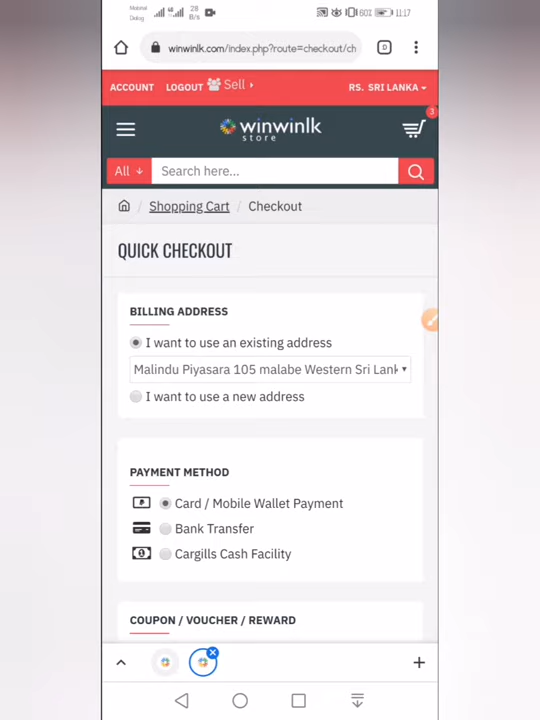 Mobitel
Dialog
4G
28
B/s
60%
11:17
winwinlk.com/index.php?route=checkout/ch
D
ACCOUNT
LOGOUT
Sell
RS. SRI LANKA
3
winwinlk
store
All
Search here...
/ Shopping Cart / Checkout
QUICK CHECKOUT
BILLING ADDRESS
I want to use an existing address
Malindu Piyasara 105 malabe Western Sri Lank
I want to use a new address
PAYMENT METHOD
Card / Mobile Wallet Payment
Bank Transfer
Cargills Cash Facility
COUPON / VOUCHER / REWARD